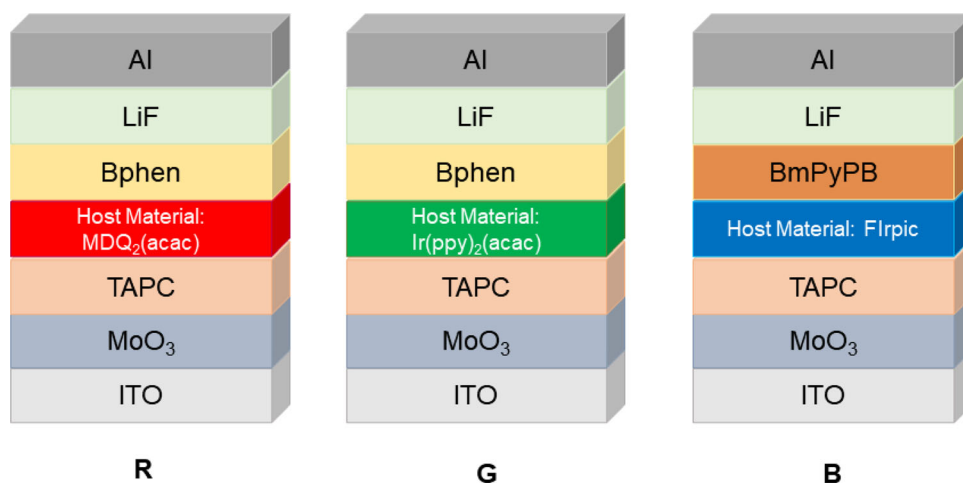 Al
LiF
Bphen
Host Material:
MDQ₂(acac)
TAPC
MoO₃
ITO
R
Al
LiF
Bphen
Host Material:
Ir(ppy)₂(acac)
TAPC
MoO₃
ITO
G
Al
LiF
BmPyPB
Host Material: FIrpic
TAPC
MoO₃
ITO
B